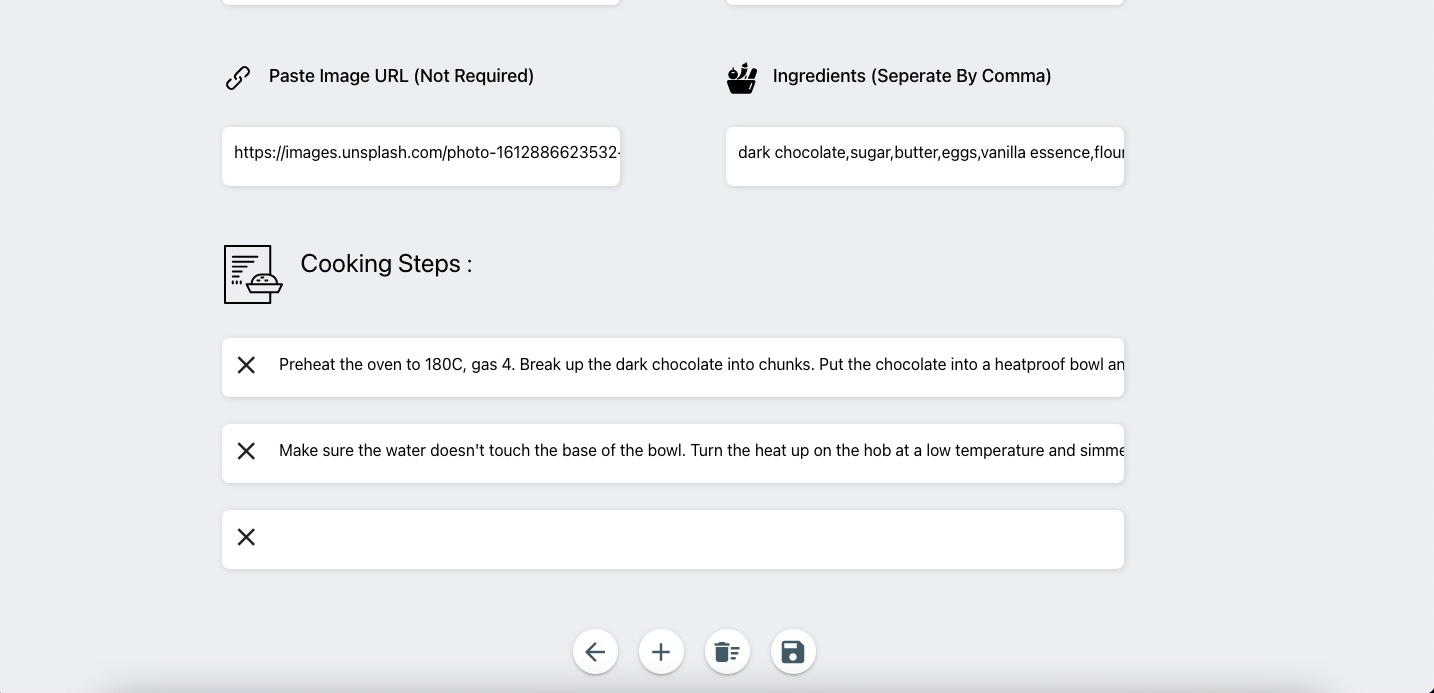 Paste Image URL (Not Required)
Ingredients (Seperate By Comma)
https://images.unsplash.com/photo-1612886623532-
dark chocolate,sugar,butter,eggs,vanilla essence,flour
Cooking Steps :
Preheat the oven to 180C, gas 4. Break up the dark chocolate into chunks. Put the chocolate into a heatproof bowl an
Make sure the water doesn't touch the base of the bowl. Turn the heat up on the hob at a low temperature and simme